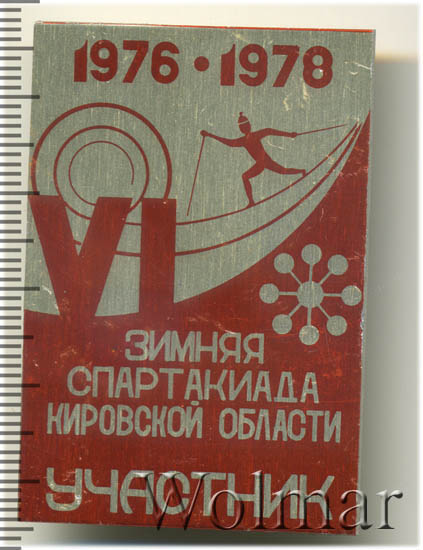 1976 • 1978
VI
ЗИМНЯЯ
СПАРТАКИАДА
КИРОВСКОЙ ОБЛАСТИ
УЧАСТНИК
Wolmar